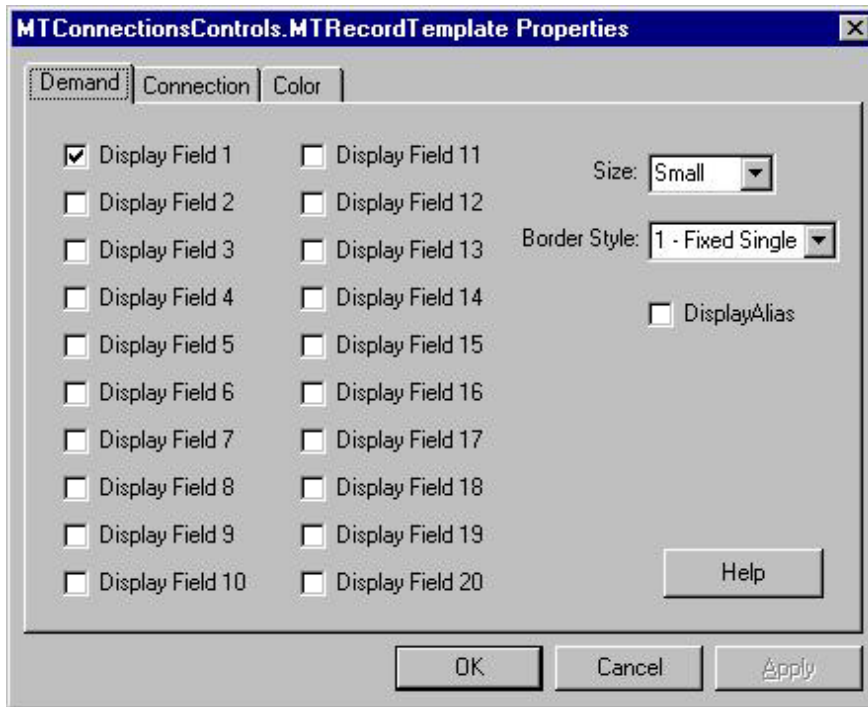 MTConnectionsControls.MTRecordTemplate Properties
Demand Connection Color
Display Field 1 Display Field 11
Display Field 2 Display Field 12
Display Field 3 Display Field 13
Display Field 4 Display Field 14
Display Field 5 Display Field 15
Display Field 6 Display Field 16
Display Field 7 Display Field 17
Display Field 8 Display Field 18
Display Field 9 Display Field 19
Display Field 10 Display Field 20
Size: Small
Border Style: 1 - Fixed Single
DisplayAlias
Help
OK Cancel Apply